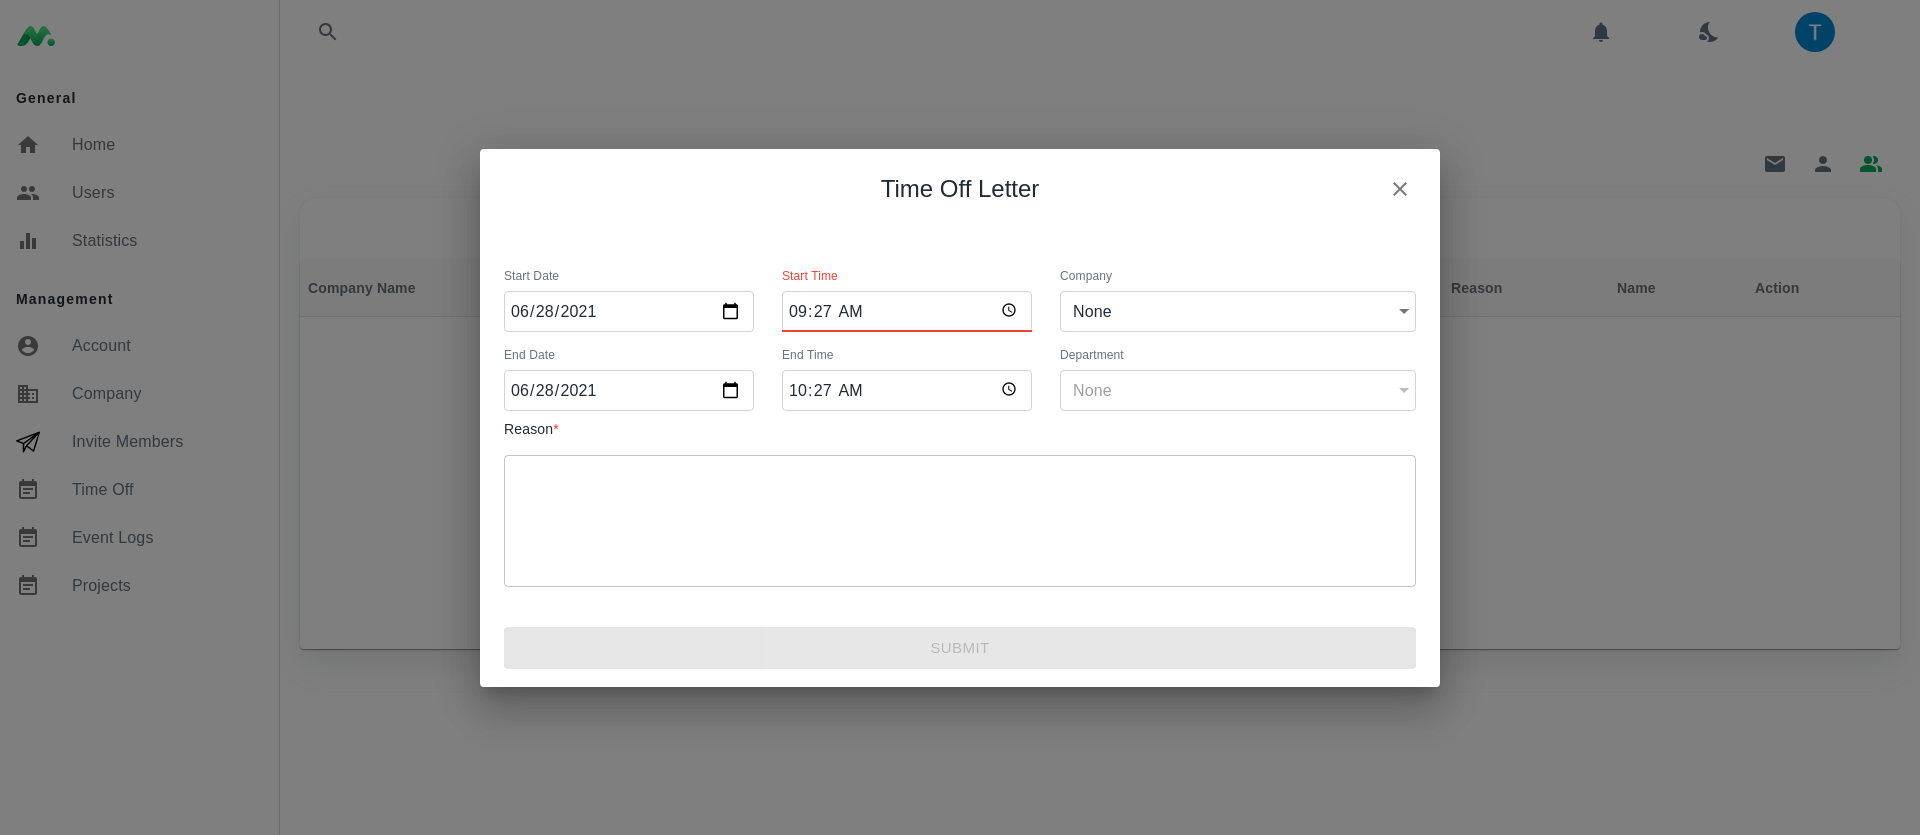 T
General
Home
Users
Statistics
Management
Account
Company
Invite Members
Time Off
Event Logs
Projects
Company Name
Reason
Name
Action
Time Off Letter
Start Date
Start Time
Company
06/28/2021
09:27 AM
None
End Date
End Time
Department
06/28/2021
10:27 AM
None
Reason*
SUBMIT